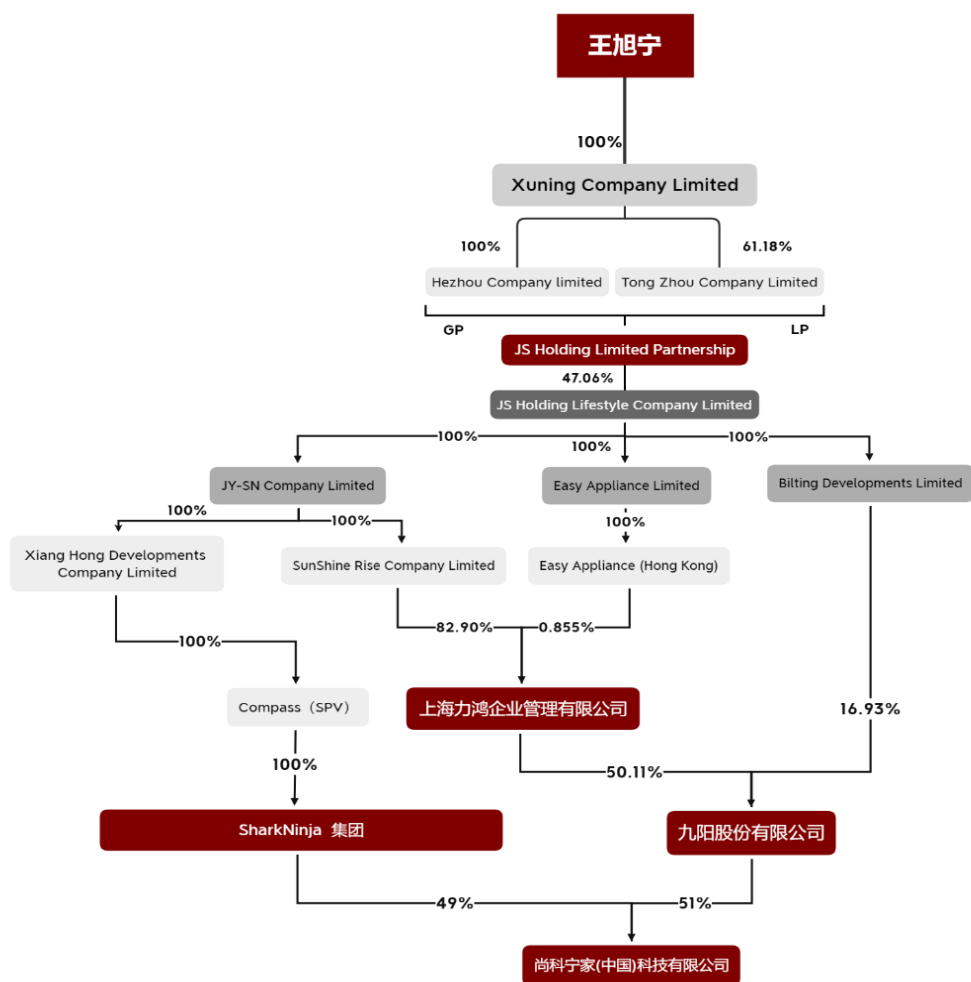 王旭宁
100%
Xuning Company Limited
100%
61.18%
Hezhou Company limited
Tong Zhou Company Limited
GP
LP
JS Holding Limited Partnership
47.06%
JS Holding Lifestyle Company Limited
100%
100%
100%
JY-SN Company Limited
Easy Appliance Limited
Bilting Developments Limited
100%
100%
100%
Xiang Hong Developments
Company Limited
SunShine Rise Company Limited
Easy Appliance (Hong Kong)
100%
82.90%
0.855%
Compass（SPV）
上海力鸿企业管理有限公司
16.93%
100%
50.11%
SharkNinja 集团
九阳股份有限公司
49%
51%
尚科宁家(中国)科技有限公司